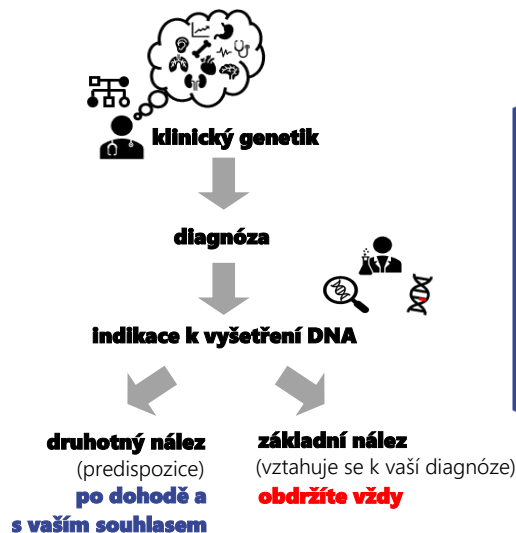 klinický genetik
diagnóza
indikace k vyšetření DNA
druhotný nález
(predispozice)
po dohodě a
s vaším souhlasem
základní nález
(vztahuje se k vaší diagnóze)
obdržíte vždy